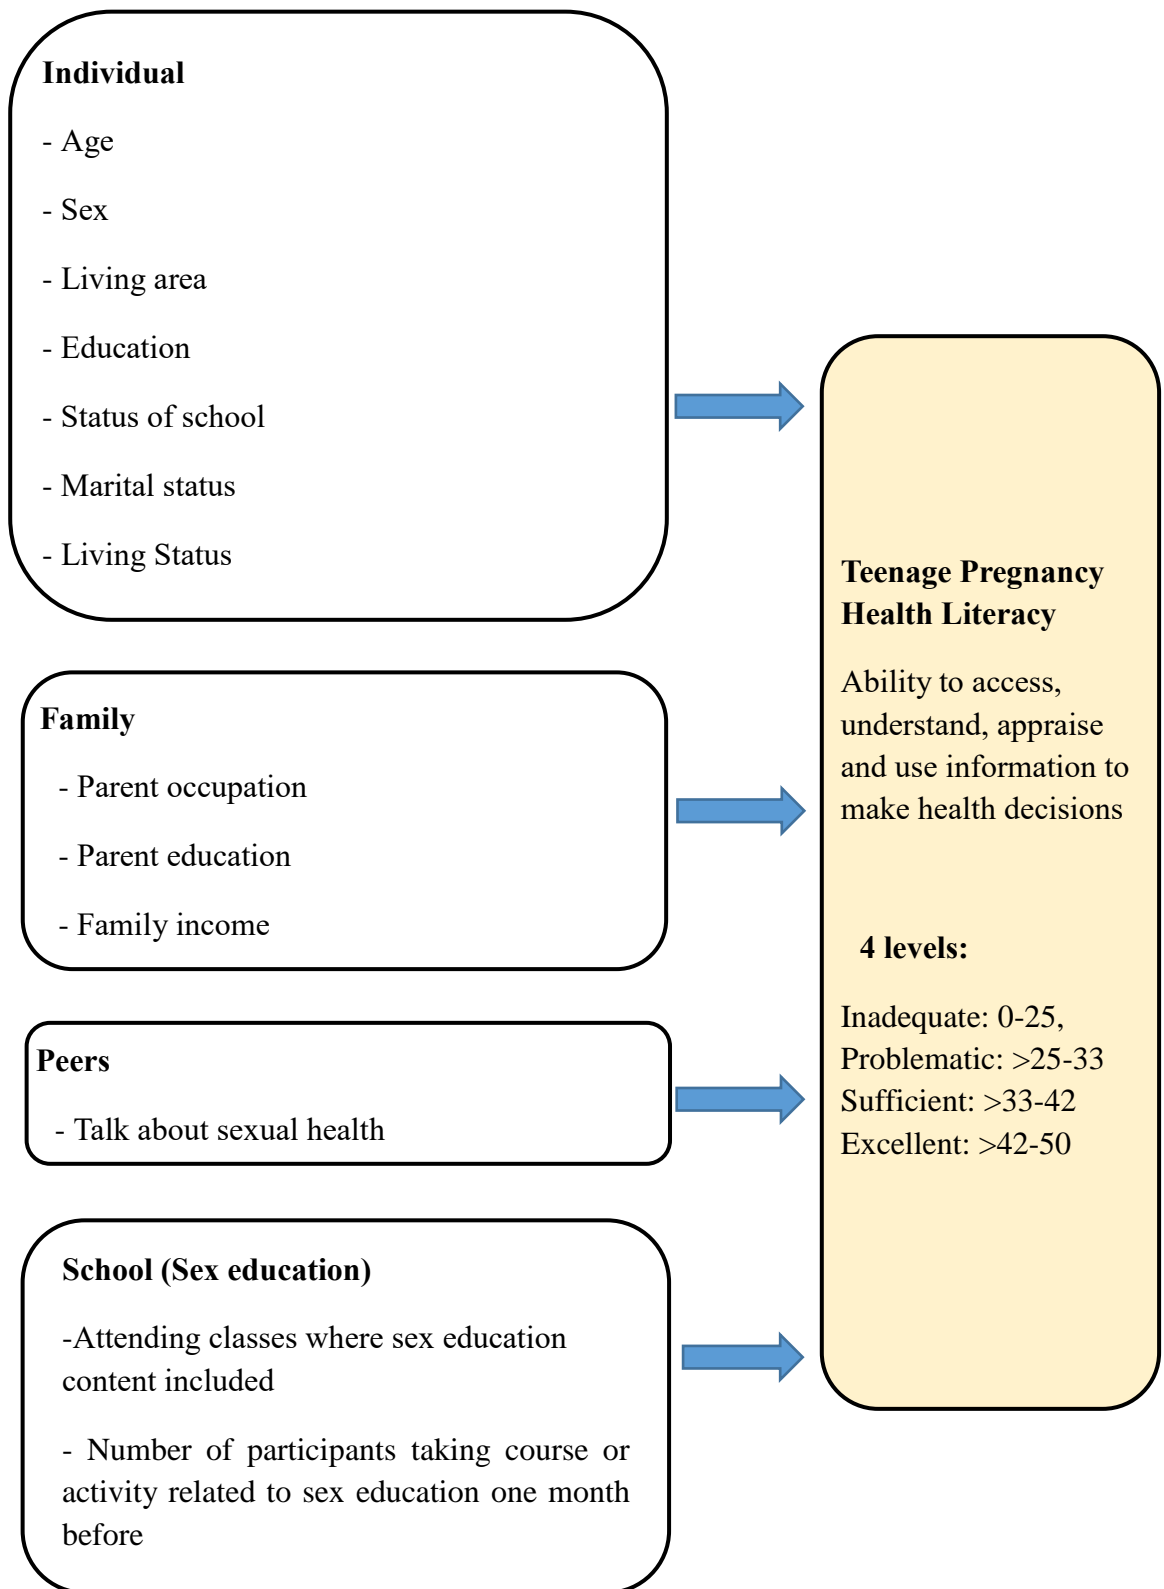 Individual
- Age
- Sex
- Living area
- Education
- Status of school
- Marital status
- Living Status
Family
- Parent occupation
- Parent education
- Family income
Peers
- Talk about sexual health
School (Sex education)
-Attending classes where sex education
content included
- Number of participants taking course or
activity related to sex education one month
before
Teenage Pregnancy
Health Literacy
Ability to access,
understand, appraise
and use information to
make health decisions
4 levels:
Inadequate: 0-25,
Problematic: >25-33
Sufficient: >33-42
Excellent: >42-50